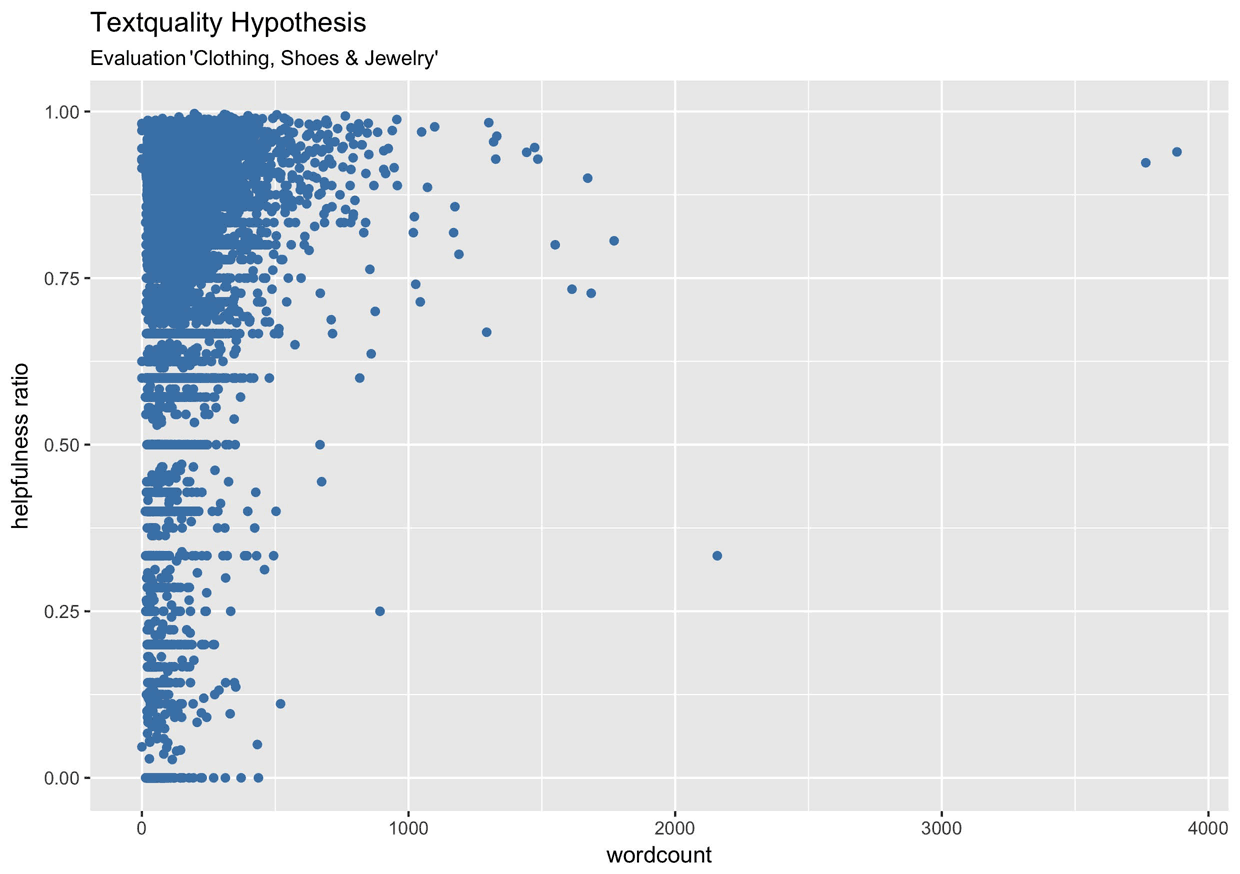 Textquality Hypothesis
Evaluation 'Clothing, Shoes & Jewelry'
1.00
0.75
0.50
0.25
0.00
helpfulness ratio
0 1000 2000 3000 4000
wordcount